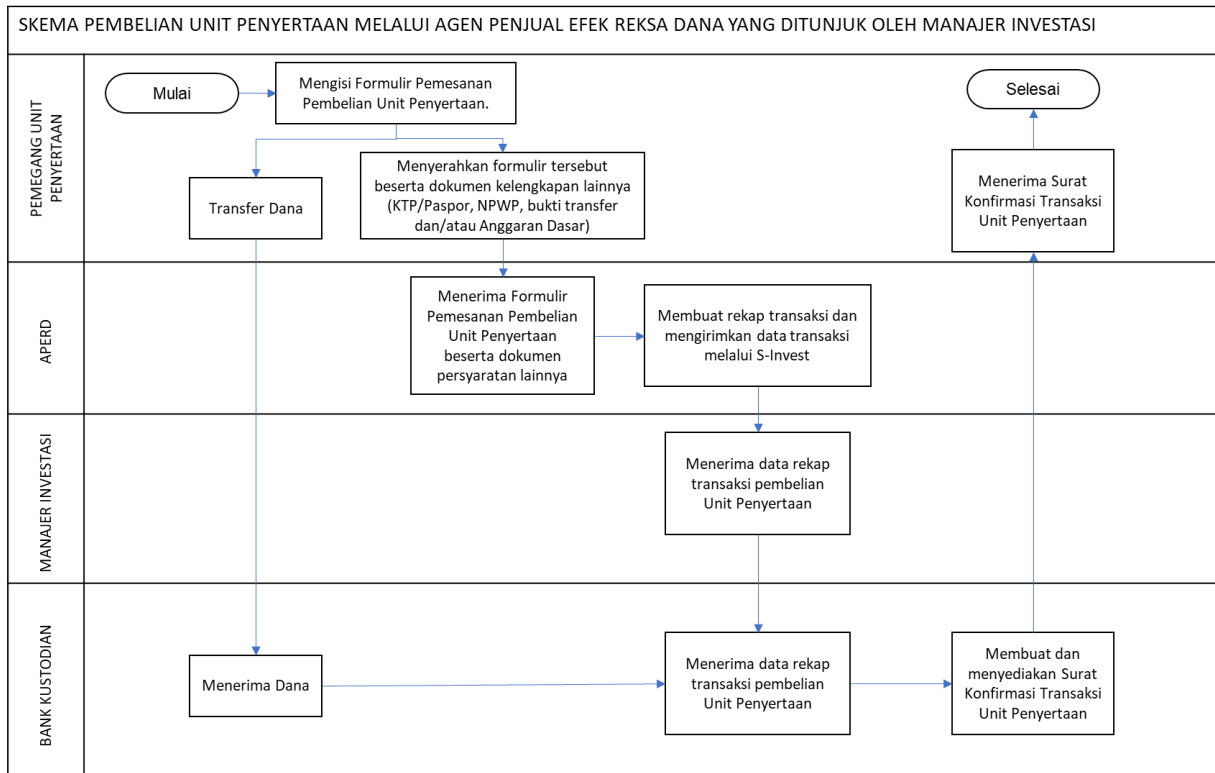 SKEMA PEMBELIAN UNIT PENYERTAAN MELALUI AGEN PENJUAL EFEK REKSA DANA YANG DITUNJUK OLEH MANAJER INVESTASI
PEMEGANG UNIT
PENYERTAAN
Mulai
Mengisi Formulir Pemesanan
Pembelian Unit Penyertaan.
Selesai
Transfer Dana
Menyerahkan formulir tersebut
beserta dokumen kelengkapan lainnya
(KTP/Paspor, NPWP, bukti transfer
dan/atau Anggaran Dasar)
Menerima Surat
Konfirmasi Transaksi
Unit Penyertaan
APERD
Menerima Formulir
Pemesanan Pembelian
Unit Penyertaan
beserta dokumen
persyaratan lainnya
Membuat rekap transaksi dan
mengirimkan data transaksi
melalui S-Invest
MANAJER INVESTASI
Menerima data rekap
transaksi pembelian
Unit Penyertaan
BANK KUSTODIAN
Menerima Dana
Menerima data rekap
transaksi pembelian
Unit Penyertaan
Membuat dan
menyediakan Surat
Konfirmasi Transaksi
Unit Penyertaan